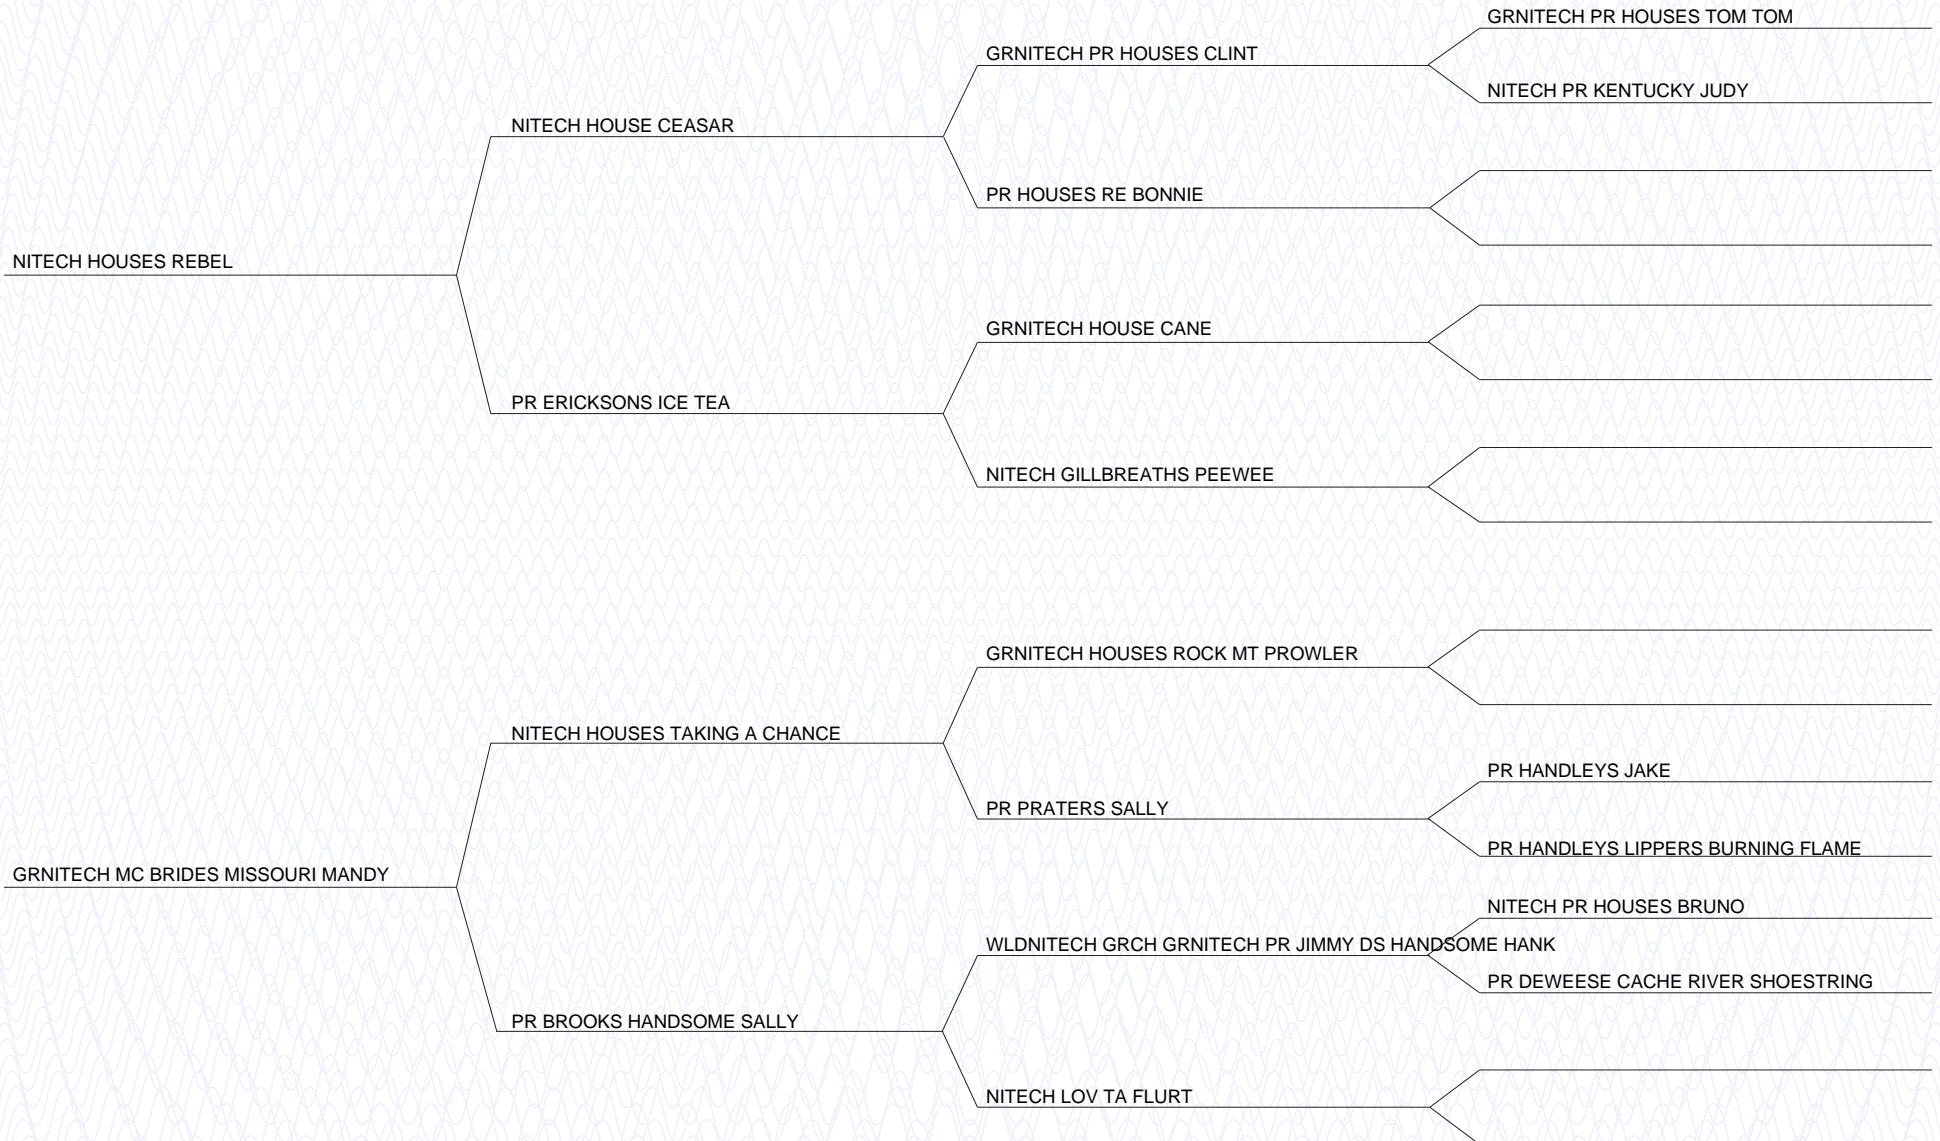 GRNITECH PR HOUSES TOM TOM
GRNITECH PR HOUSES CLINT
NITECH PR KENTUCKY JUDY
NITECH HOUSE CEASAR
PR HOUSES RE BONNIE
NITECH HOUSES REBEL
GRNITECH HOUSE CANE
PR ERICKSONS ICE TEA
NITECH GILLBREATHS PEEWEE
GRNITECH HOUSES ROCK MT PROWLER
NITECH HOUSES TAKING A CHANCE
PR HANDLEYS JAKE
PR PRATERS SALLY
PR HANDLEYS LIPPERS BURNING FLAME
GRNITECH MC BRIDES MISSOURI MANDY
NITECH PR HOUSES BRUNO
WLDNITECH GRCH GRNITECH PR JIMMY DS HANDSOME HANK
PR DEWEESE CACHE RIVER SHOESTRING
PR BROOKS HANDSOME SALLY
NITECH LOV TA FLURT